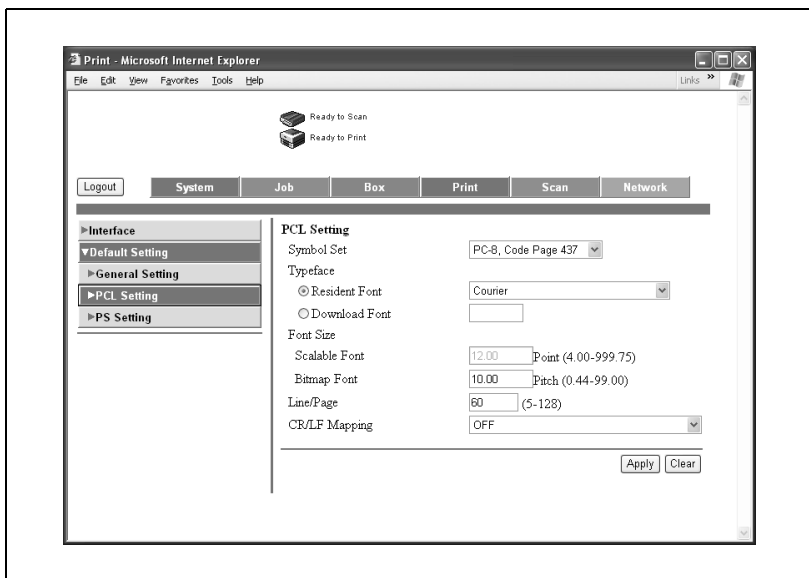 Print - Microsoft Internet Explorer
File Edit View Favorites Tools Help Links »
Ready to Scan
Ready to Print
Logout System Job Box Print Scan Network
Interface
Default Setting
General Setting
PCL Setting
PS Setting
PCL Setting
Symbol Set PC-8, Code Page 437
Typeface
Resident Font Courier
Download Font
Font Size
Scalable Font 12.00 Point (4.00-999.75)
Bitmap Font 10.00 Pitch (0.44-99.00)
Line/Page 60 (5-128)
CR/LF Mapping OFF
Apply Clear